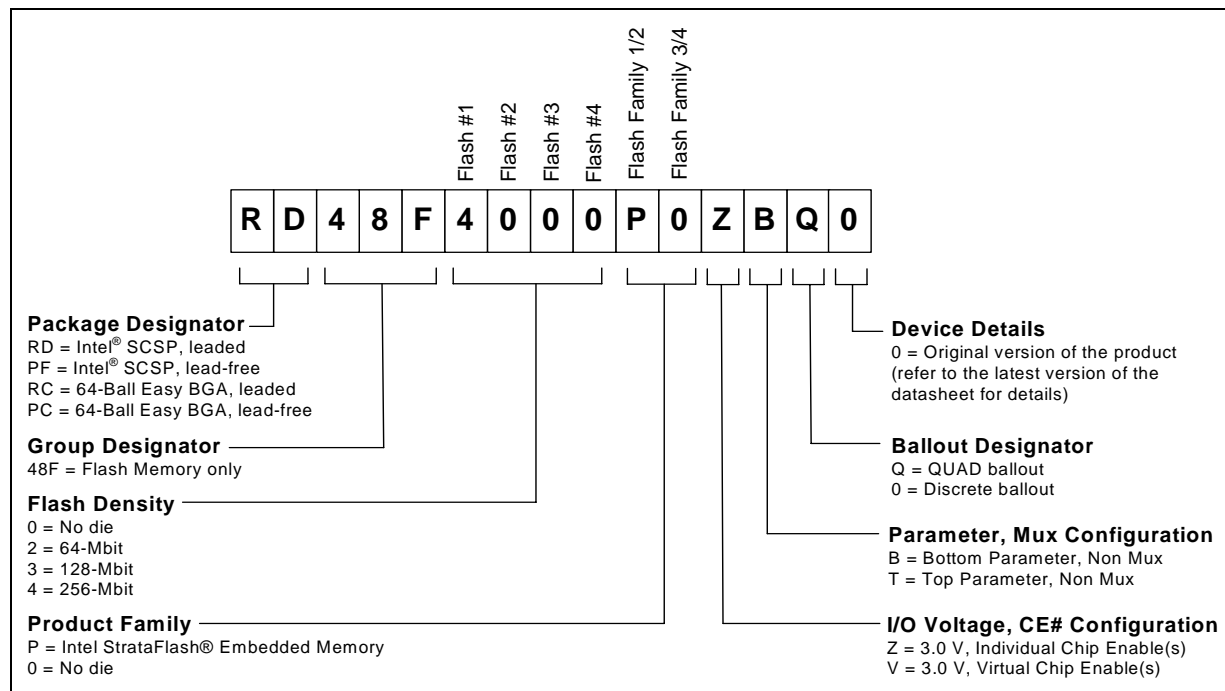 Flash #1
Flash #2
Flash #3
Flash #4
Flash Family 1/2
Flash Family 3/4
R D 4 8 F 4 0 0 0 P 0 Z B Q 0
Package Designator
RD = Intel® SCSP, leaded
PF = Intel® SCSP, lead-free
RC = 64-Ball Easy BGA, leaded
PC = 64-Ball Easy BGA, lead-free
Group Designator
48F = Flash Memory only
Flash Density
0 = No die
2 = 64-Mbit
3 = 128-Mbit
4 = 256-Mbit
Product Family
P = Intel StrataFlash® Embedded Memory
0 = No die
Device Details
0 = Original version of the product
(refer to the latest version of the
datasheet for details)
Ballout Designator
Q = QUAD ballout
0 = Discrete ballout
Parameter, Mux Configuration
B = Bottom Parameter, Non Mux
T = Top Parameter, Non Mux
I/O Voltage, CE# Configuration
Z = 3.0 V, Individual Chip Enable(s)
V = 3.0 V, Virtual Chip Enable(s)